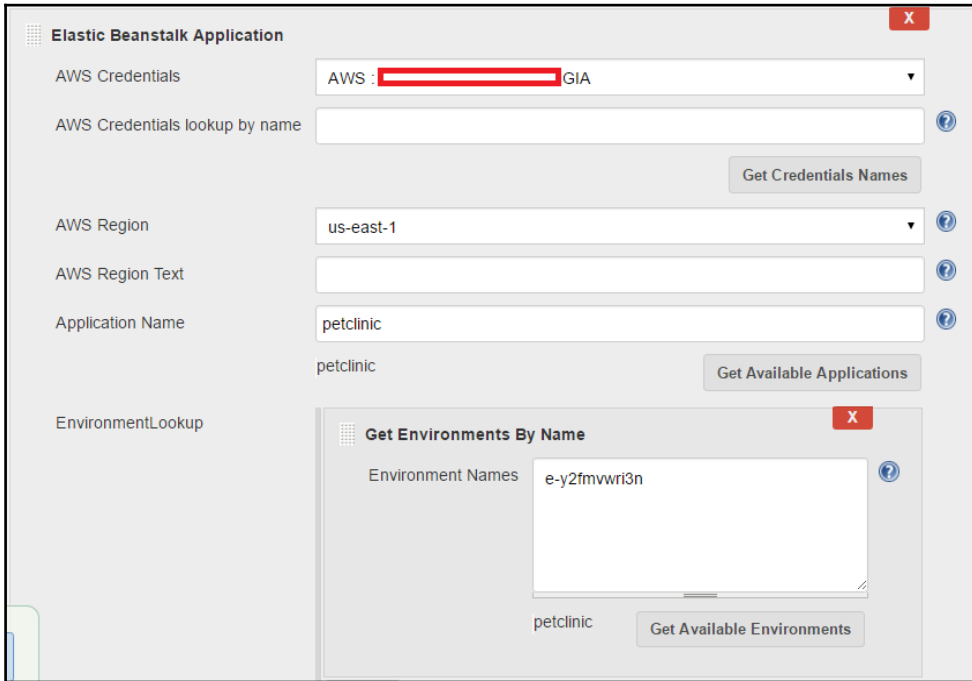 X
Elastic Beanstalk Application
AWS Credentials AWS : GIA
AWS Credentials lookup by name
Get Credentials Names
AWS Region us-east-1
AWS Region Text
Application Name petclinic
petclinic Get Available Applications
EnvironmentLookup
X
Get Environments By Name
Environment Names e-y2fmvwri3n
petclinic Get Available Environments